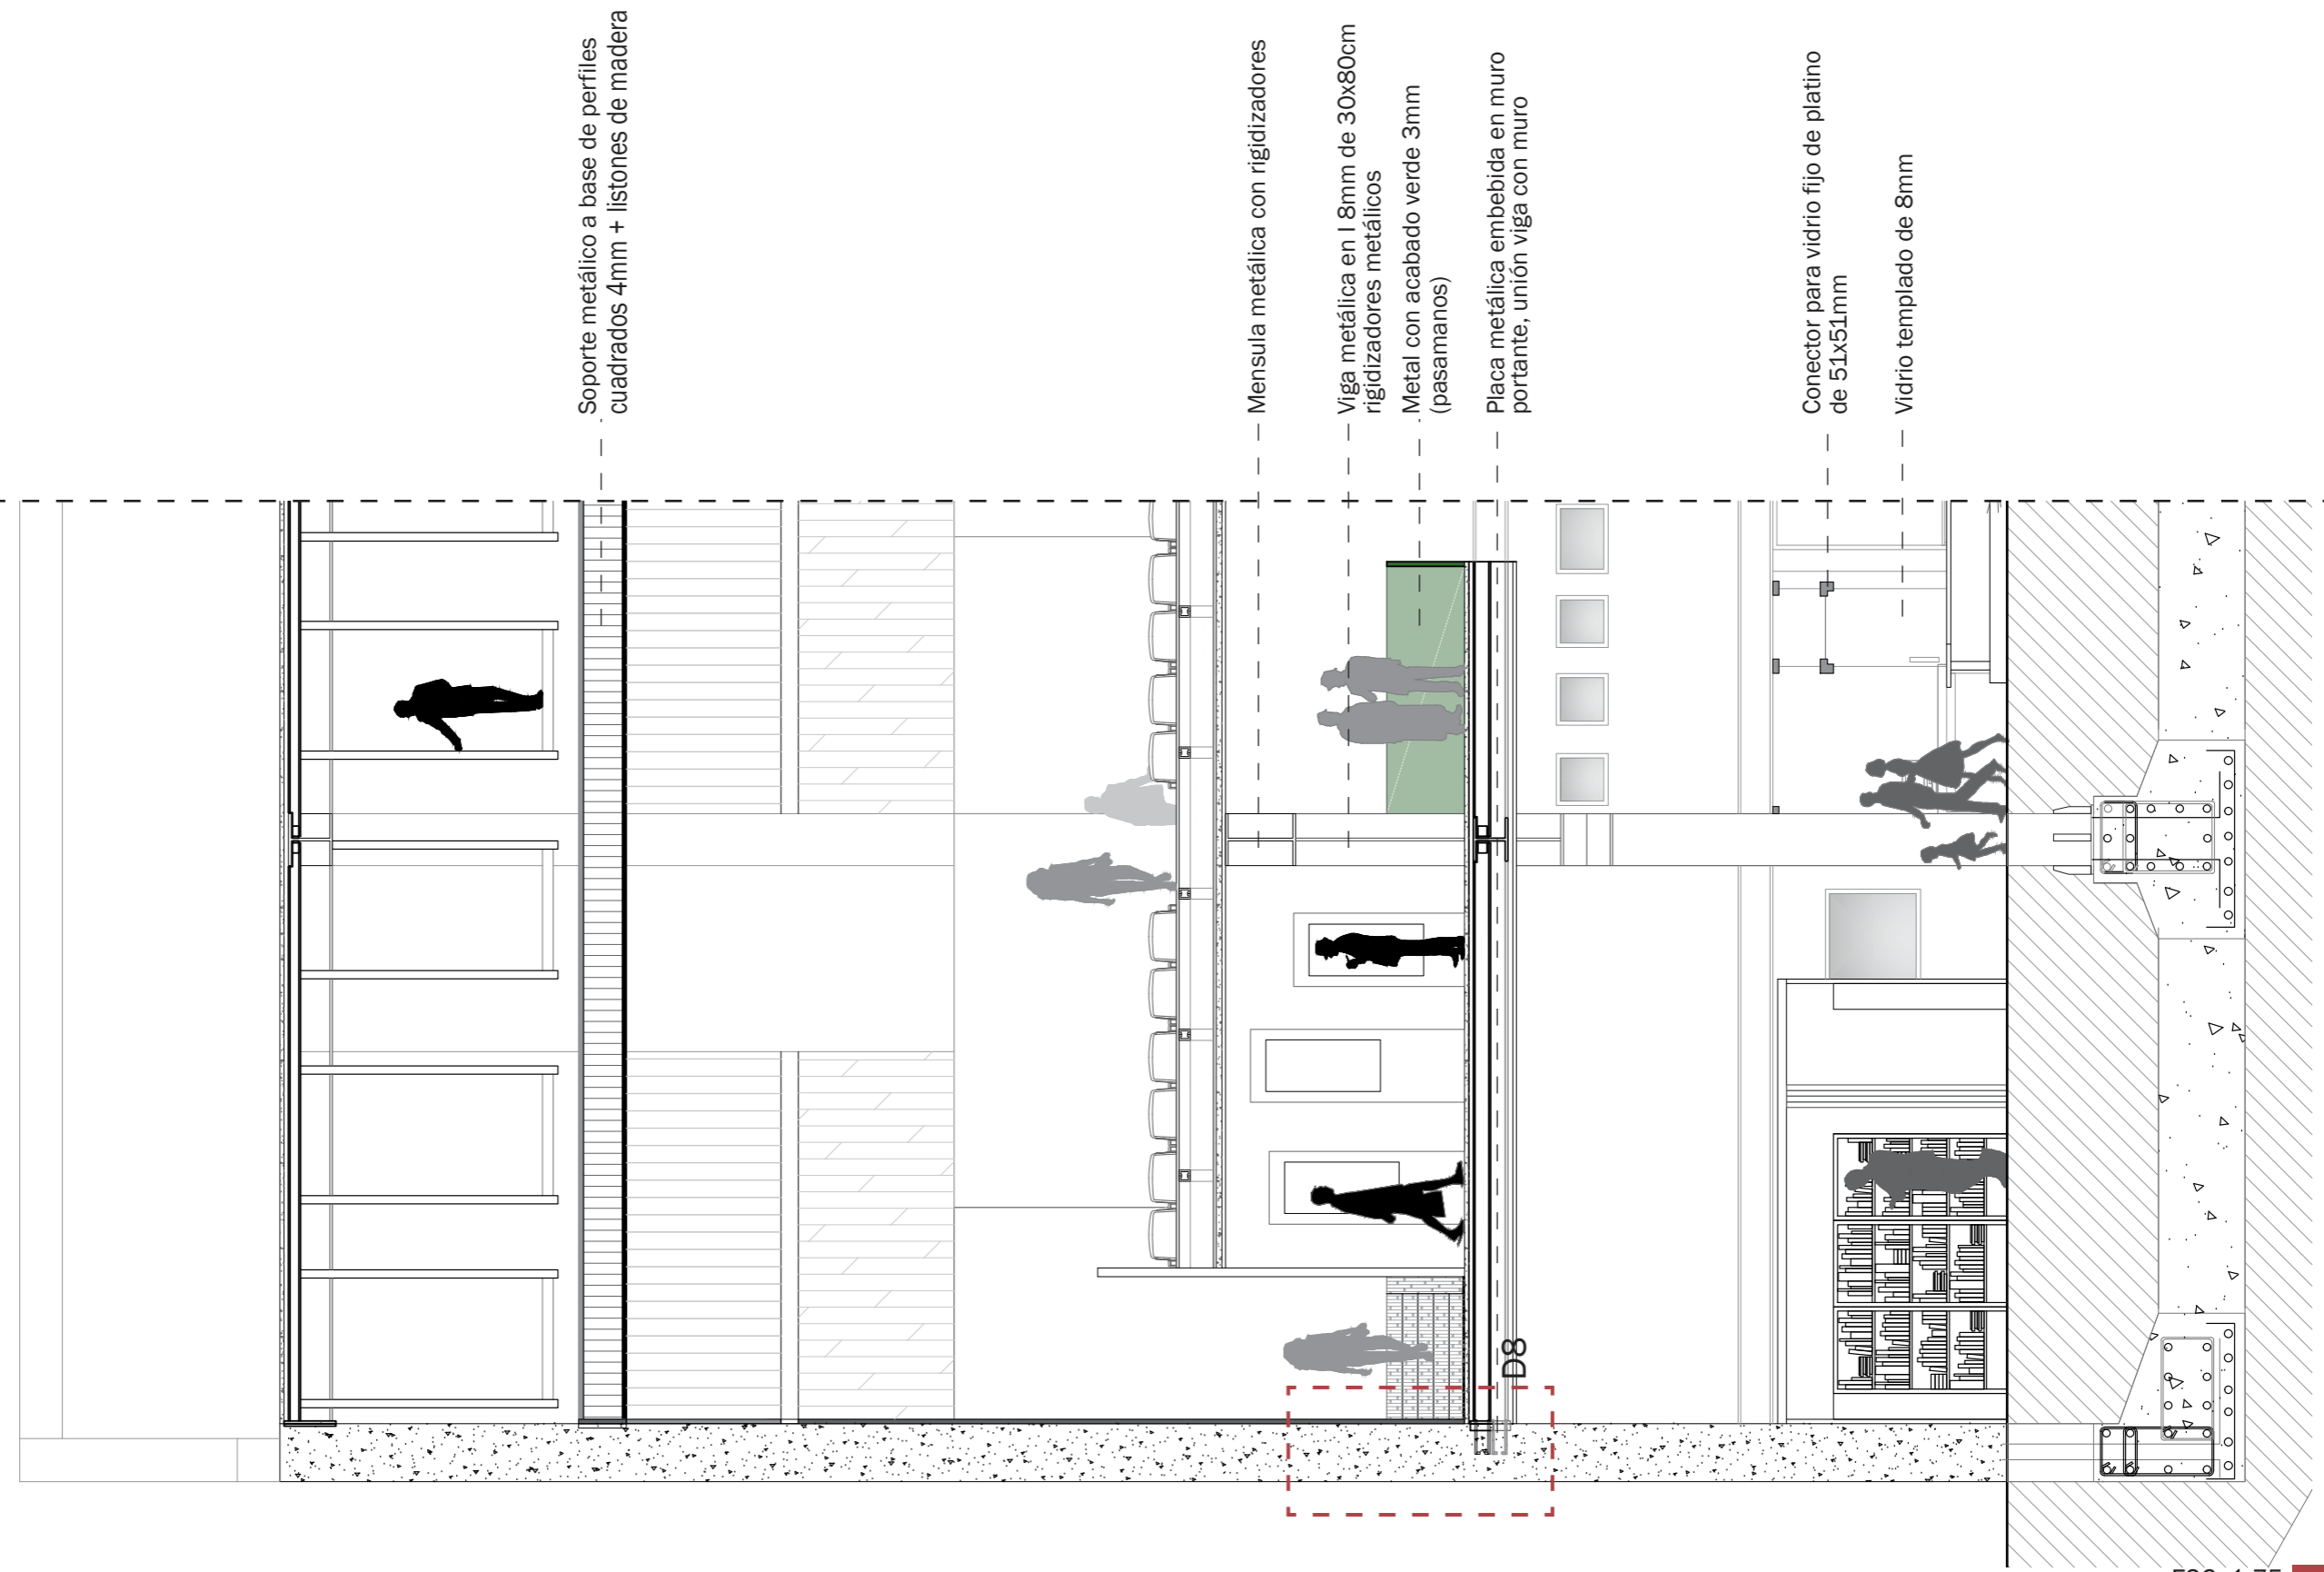 Soporte metálico a base de perfiles
cuadrados 4mm + listones de madera
Mensula metálica con rigidizadores
Viga metálica en I 8mm de 30x80cm
rigidizadores metálicos
Metal con acabado verde 3mm
(pasamanos)
Placa metálica embebida en muro
portante, unión viga con muro
Conector para vidrio fijo de platino
de 51x51mm
Vidrio templado de 8mm
D8